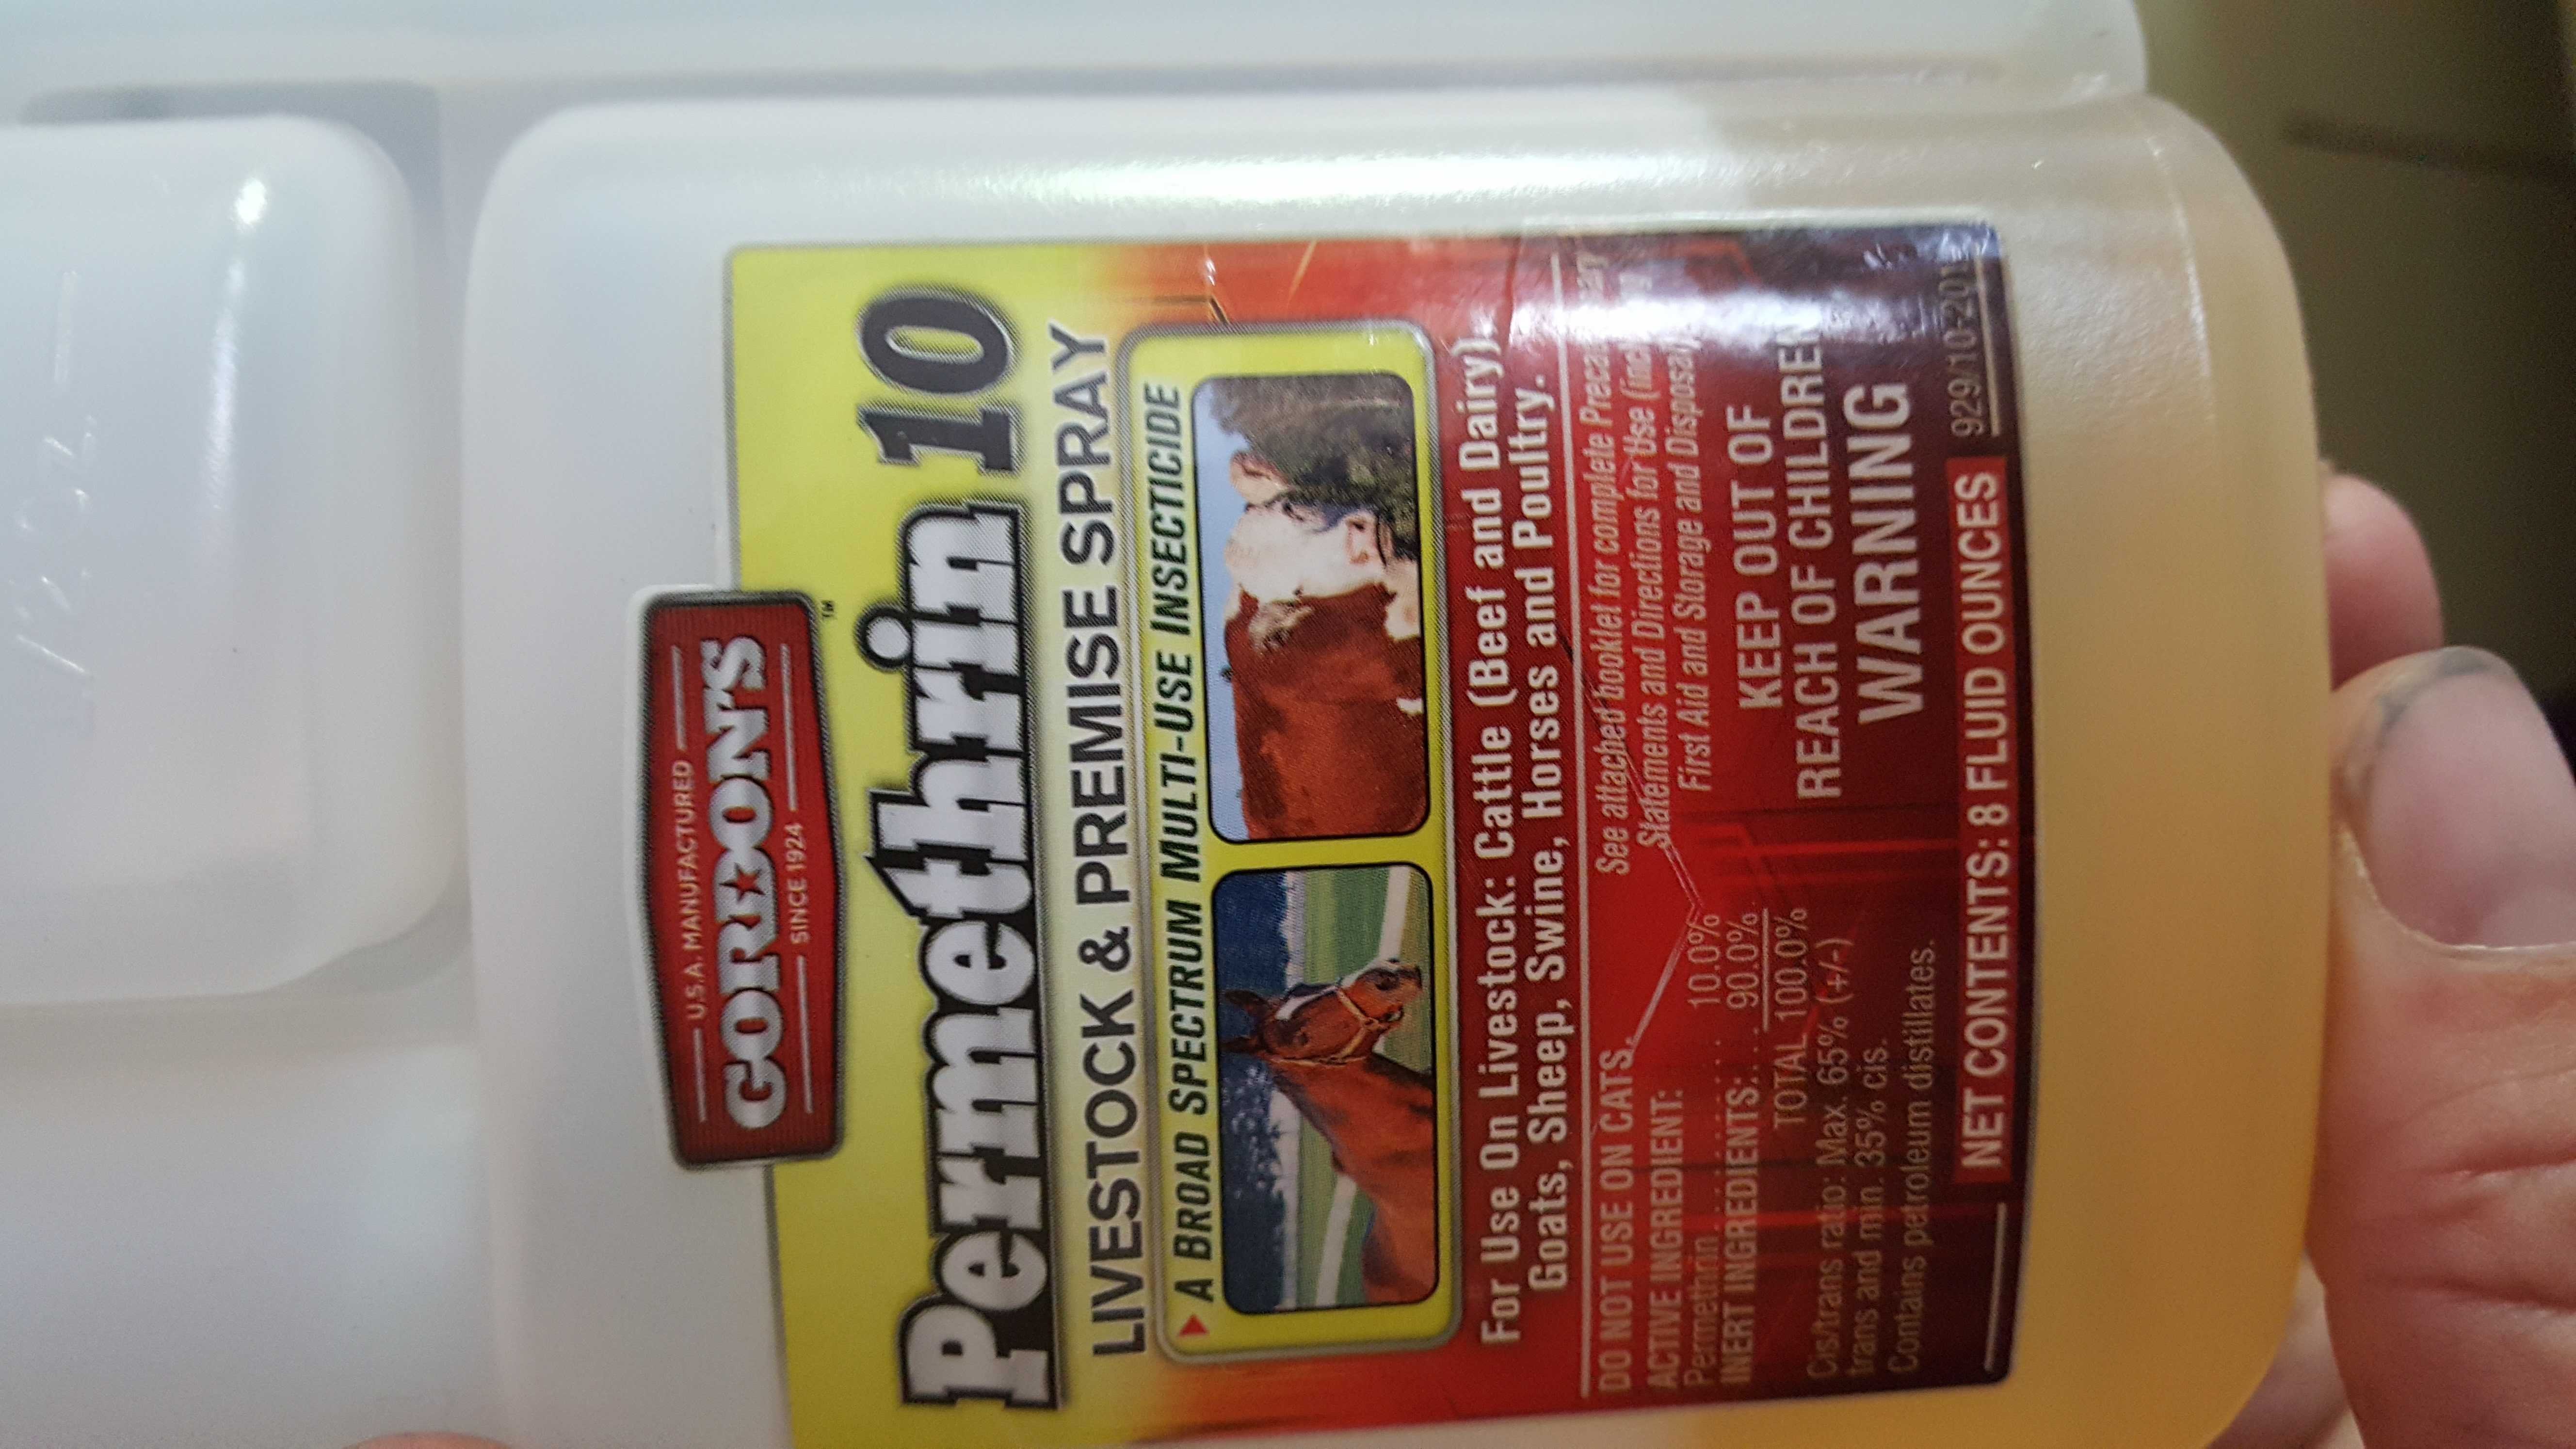 U.S.A. MANUFACTURED
GORDON'S
SINCE 1924
™
Permethrin 10
LIVESTOCK & PREMISE SPRAY
A BROAD SPECTRUM MULTI-USE INSECTICIDE
For Use On Livestock: Cattle (Beef and Dairy),
Goats, Sheep, Swine, Horses and Poultry.
DO NOT USE ON CATS.
ACTIVE INGREDIENT:
Permethrin ............ 10.0%
INERT INGREDIENTS:.... 90.0%
TOTAL 100.0%
Cis/trans ratio: Max. 65% (+/-)
trans and min. 35% cis.
Contains petroleum distillates.
See attached booklet for complete
Statements and Directions for Use
First Aid and Storage and Disposal
KEEP OUT OF
REACH OF CHILDREN
WARNING
NET CONTENTS: 8 FLUID OUNCES